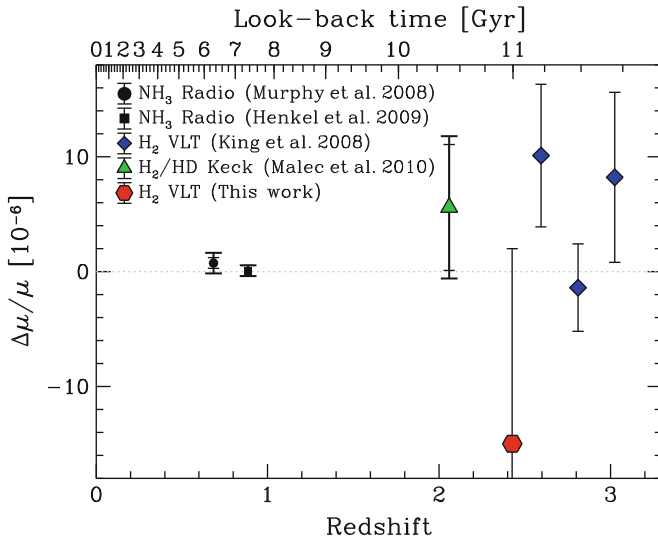 Look-back time [Gyr]
0 1 2 3 4 5 6 7 8 9 10 11
NH₃ Radio (Murphy et al. 2008)
NH₃ Radio (Henkel et al. 2009)
H₂ VLT (King et al. 2008)
H₂/HD Keck (Malec et al. 2010)
H₂ VLT (This work)
10
0
−10
Δμ/μ [10⁻⁶]
0 1 2 3
Redshift